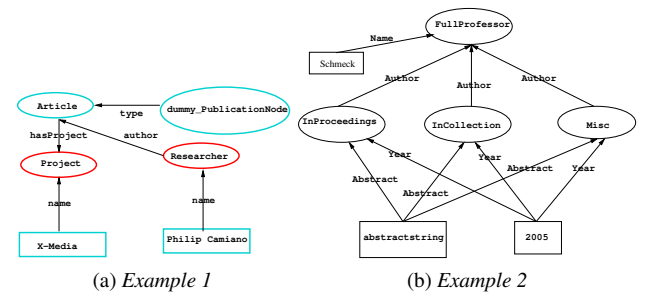 Article
type
dummy_PublicationNode
hasProject
author
Project
Researcher
name
name
X-Media
Philip Camiano
(a) Example 1
FullProfessor
Name
Schmeck
Author
Author
Author
InProceedings
InCollection
Misc
Year
Year
Abstract
Year
Abstract
Abstract
abstractstring
2005
(b) Example 2